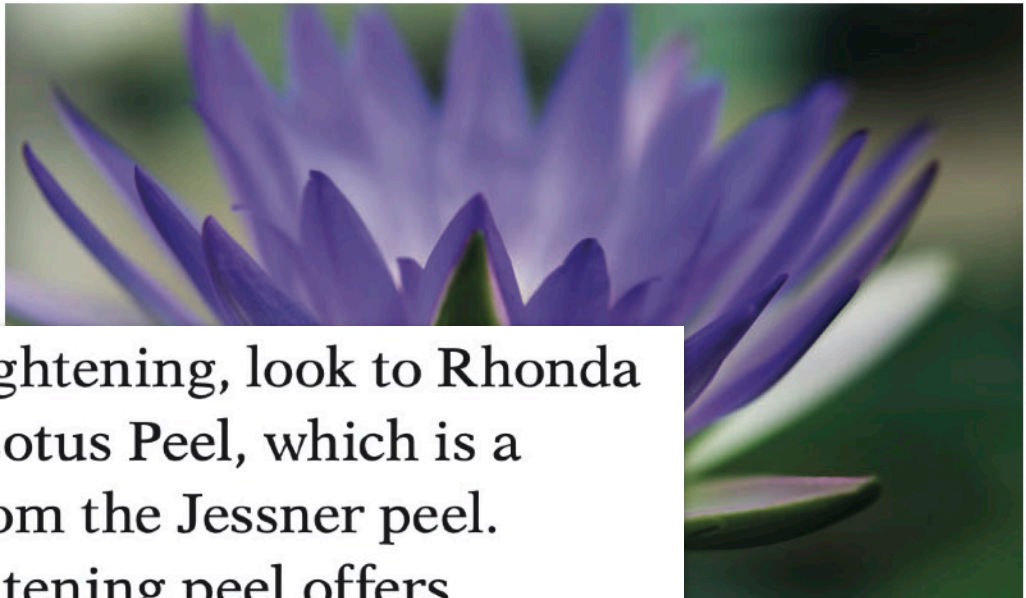 ghtening, look to Rhonda
otus Peel, which is a
om the Jessner peel.
tening peel offers